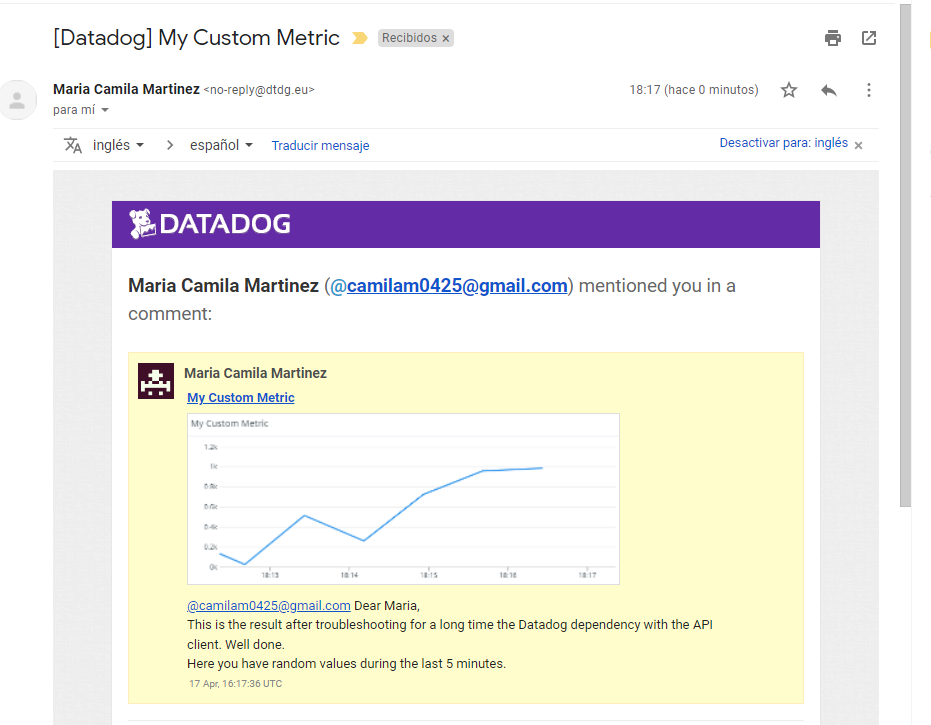 [Datadog] My Custom Metric Recibidos ×
Maria Camila Martinez <no-reply@dtdg.eu> 18:17 (hace 0 minutos)
para mí
inglés > español Traducir mensaje Desactivar para: inglés ×
DATADOG
Maria Camila Martinez (@camilam0425@gmail.com) mentioned you in a
comment:
Maria Camila Martinez
My Custom Metric
My Custom Metric
1.2k
1k
0.8k
0.6k
0.4k
0.2k
0k
18:13 18:14 18:15 18:16 18:17
@camilam0425@gmail.com Dear Maria,
This is the result after troubleshooting for a long time the Datadog dependency with the API
client. Well done.
Here you have random values during the last 5 minutes.
17 Apr, 16:17:36 UTC